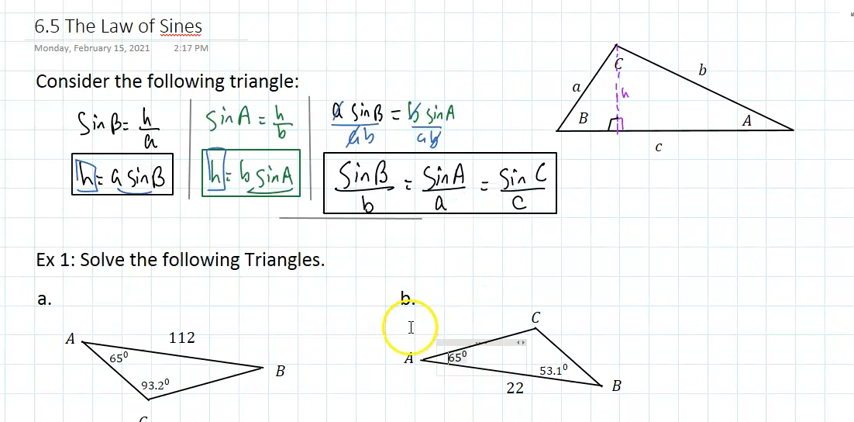 6.5 The Law of Sines
Monday, February 15, 2021 2:17 PM
Consider the following triangle:
Sin B = h/a
h = a sin B
sin A = h/b
h = b sin A
a sin B/ab = b sin A/ab
Sin B/b = sin A/a = sin C/c
C
a
b
h
B
A
c
Ex 1: Solve the following Triangles.
a.
A
112
65⁰
93.2⁰
B
b.
C
A
65⁰
53.1⁰
22
B